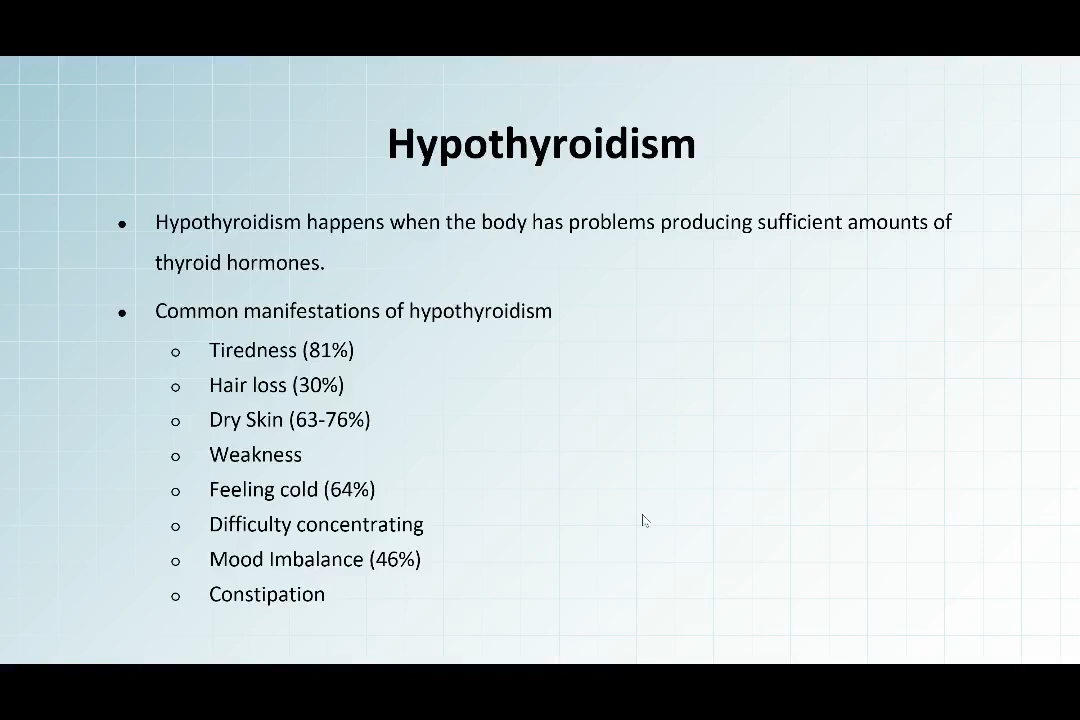 Hypothyroidism
• Hypothyroidism happens when the body has problems producing sufficient amounts of
thyroid hormones.
• Common manifestations of hypothyroidism
o Tiredness (81%)
o Hair loss (30%)
o Dry Skin (63-76%)
o Weakness
o Feeling cold (64%)
o Difficulty concentrating
o Mood Imbalance (46%)
o Constipation